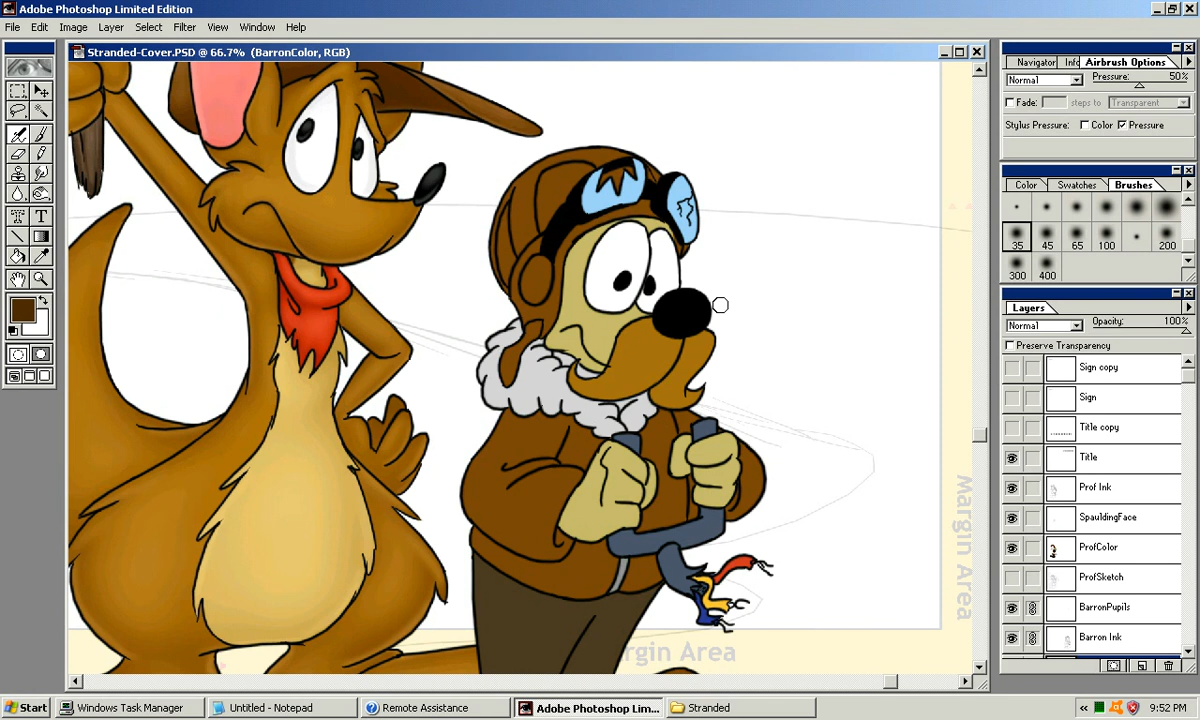 Adobe Photoshop Limited Edition
File Edit Image Layer Select Filter View Window Help
Stranded-Cover.PSD @ 66.7% (BarronColor, RGB)
Navigator Info Airbrush Options
Normal Pressure: 50%
Fade: steps to Transparent
Stylus Pressure: Color Pressure
Color Swatches Brushes
35 45 65 100 200
300 400
Layers
Normal Opacity: 100%
Preserve Transparency
Sign copy
Sign
Title copy
Title
Prof Ink
SpauldingFace
ProfColor
ProfSketch
BarronPupils
Barron Ink
Margin Area
rgin Area
Start Windows Task Manager Untitled - Notepad Remote Assistance Adobe Photoshop Lim... Stranded 9:52 PM